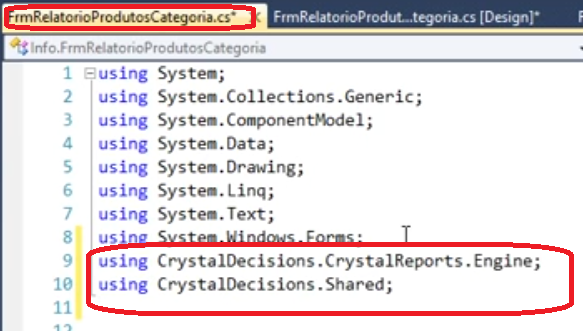 FrmRelatorioProdutosCategoria.cs* FrmRelatorioProdut...tegoria.cs [Design]*
Info.FrmRelatorioProdutosCategoria
1 using System;
2 using System.Collections.Generic;
3 using System.ComponentModel;
4 using System.Data;
5 using System.Drawing;
6 using System.Linq;
7 using System.Text;
8 using System.Windows.Forms;
9 using CrystalDecisions.CrystalReports.Engine;
10 using CrystalDecisions.Shared;
11
12